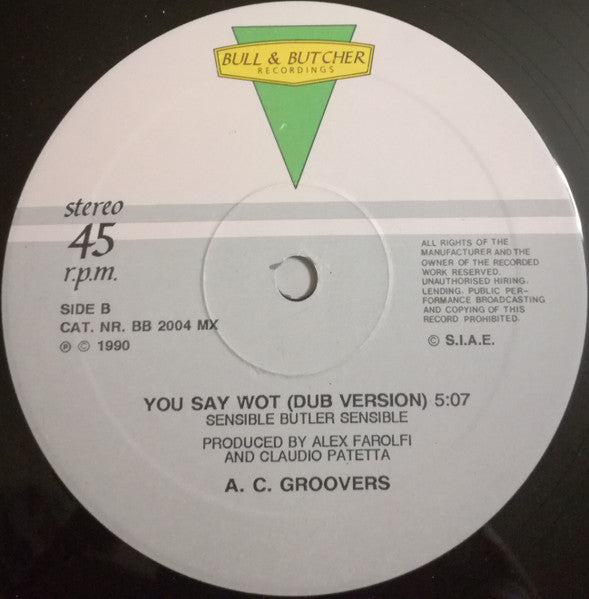 BULL & BUTCHER
RECORDINGS
stereo
45
r.p.m.
SIDE B
CAT. NR. BB 2004 MX
℗ © 1990
ALL RIGHTS OF THE
MANUFACTURER AND THE
OWNER OF THE RECORDED
WORK RESERVED.
UNAUTHORISED HIRING,
LENDING, PUBLIC PER-
FORMANCE BROADCASTING
AND COPYING OF THIS
RECORD PROHIBITED.
© S.I.A.E.
YOU SAY WOT (DUB VERSION) 5:07
SENSIBLE BUTLER SENSIBLE
PRODUCED BY ALEX FAROLFI
AND CLAUDIO PATETTA
A. C. GROOVERS